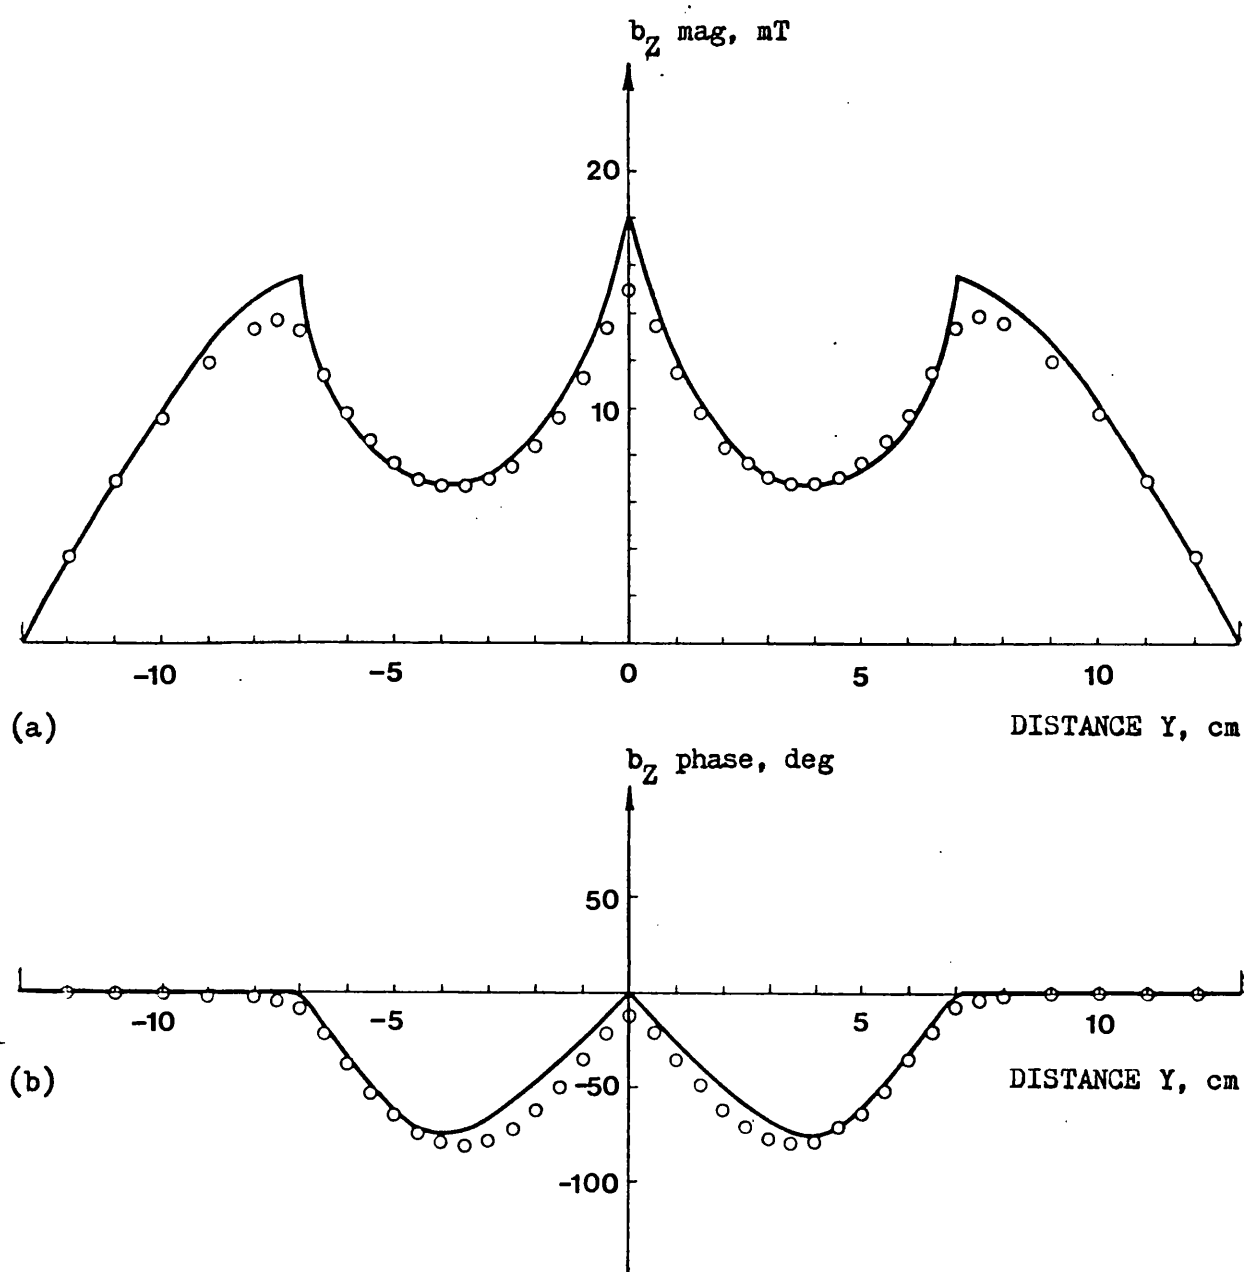 b_Z mag, mT
20
10
-10 -5 0 5 10
(a)
DISTANCE Y, cm
b_Z phase, deg
50
-10 -5 5 10
-50
(b)
DISTANCE Y, cm
-100